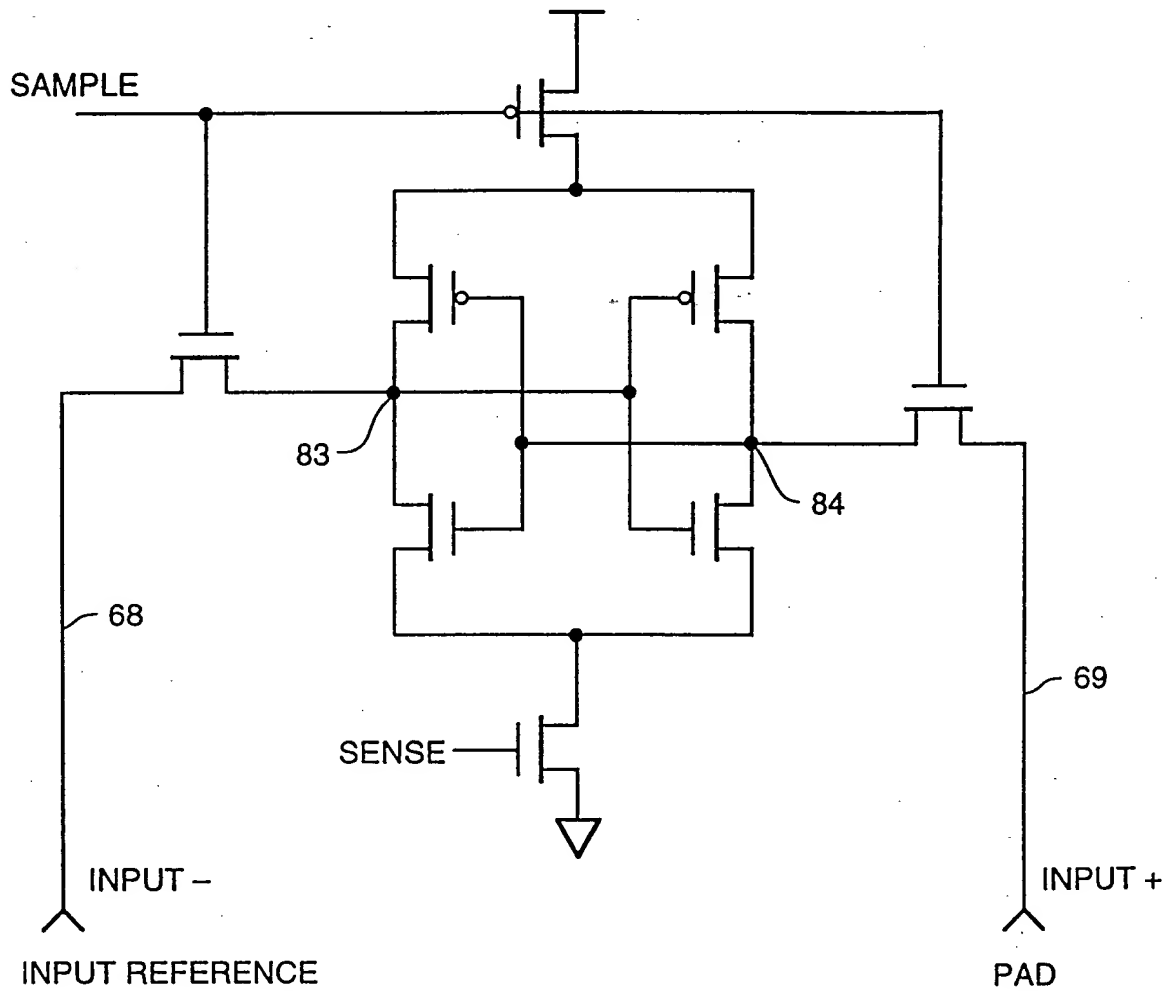 SAMPLE
83
84
68
69
SENSE
INPUT –
INPUT +
INPUT REFERENCE
PAD